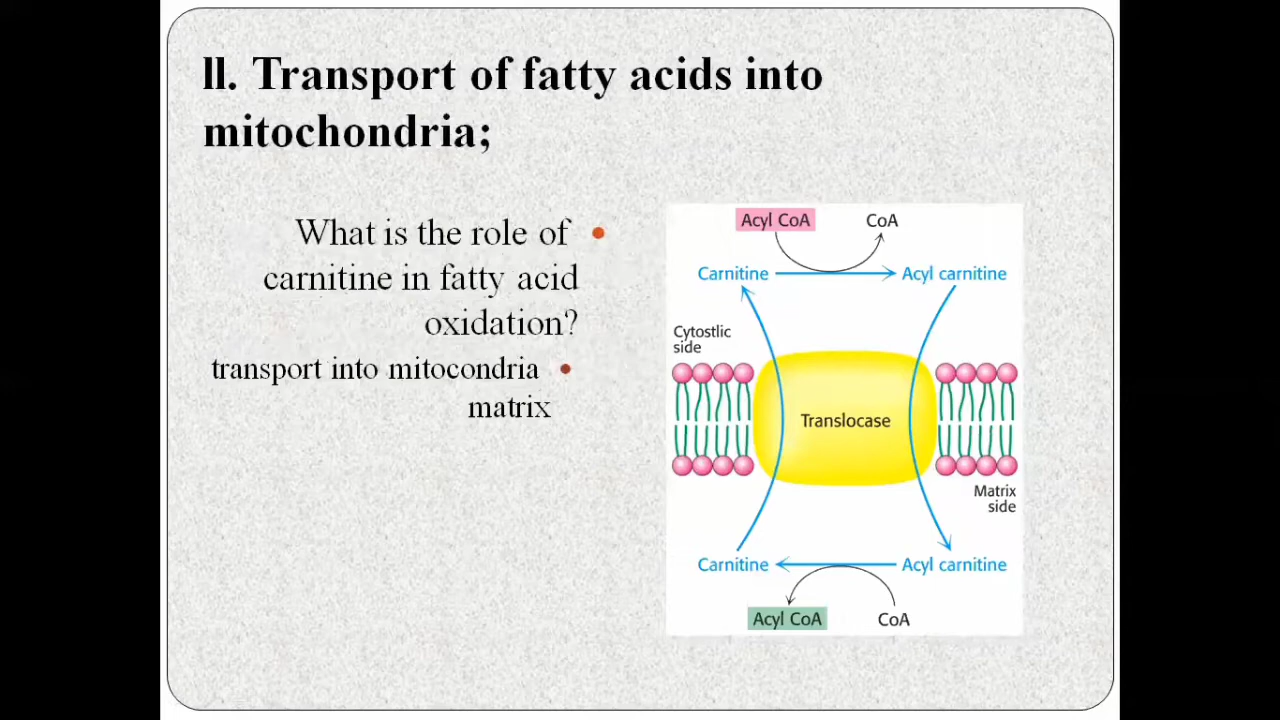 ll. Transport of fatty acids into
mitochondria;
What is the role of
carnitine in fatty acid
oxidation?
transport into mitocondria
matrix
Acyl CoA
CoA
Carnitine
Acyl carnitine
Cytostlic
side
Translocase
Matrix
side
Carnitine
Acyl carnitine
Acyl CoA
CoA